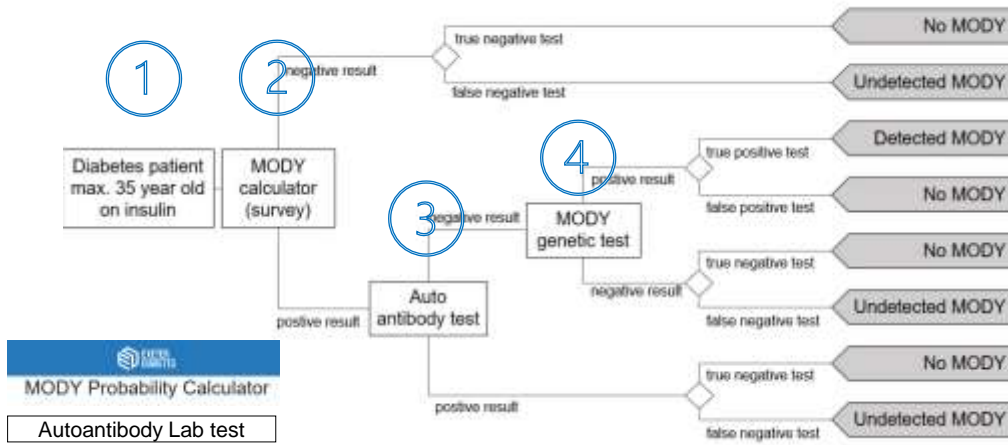 No MODY
true negative test
1
2
negative result
false negative test
Undetected MODY
4
true positive test
Detected MODY
Diabetes patient
max. 35 year old
on insulin
MODY
calculator
(survey)
postive result
3
negative result
MODY
genetic test
false positive test
No MODY
true negative test
No MODY
negative result
Auto
antibody test
postive result
false negative test
Undetected MODY
MODY Probability Calculator
true negative test
No MODY
postive result
Autoantibody Lab test
false negative test
Undetected MODY